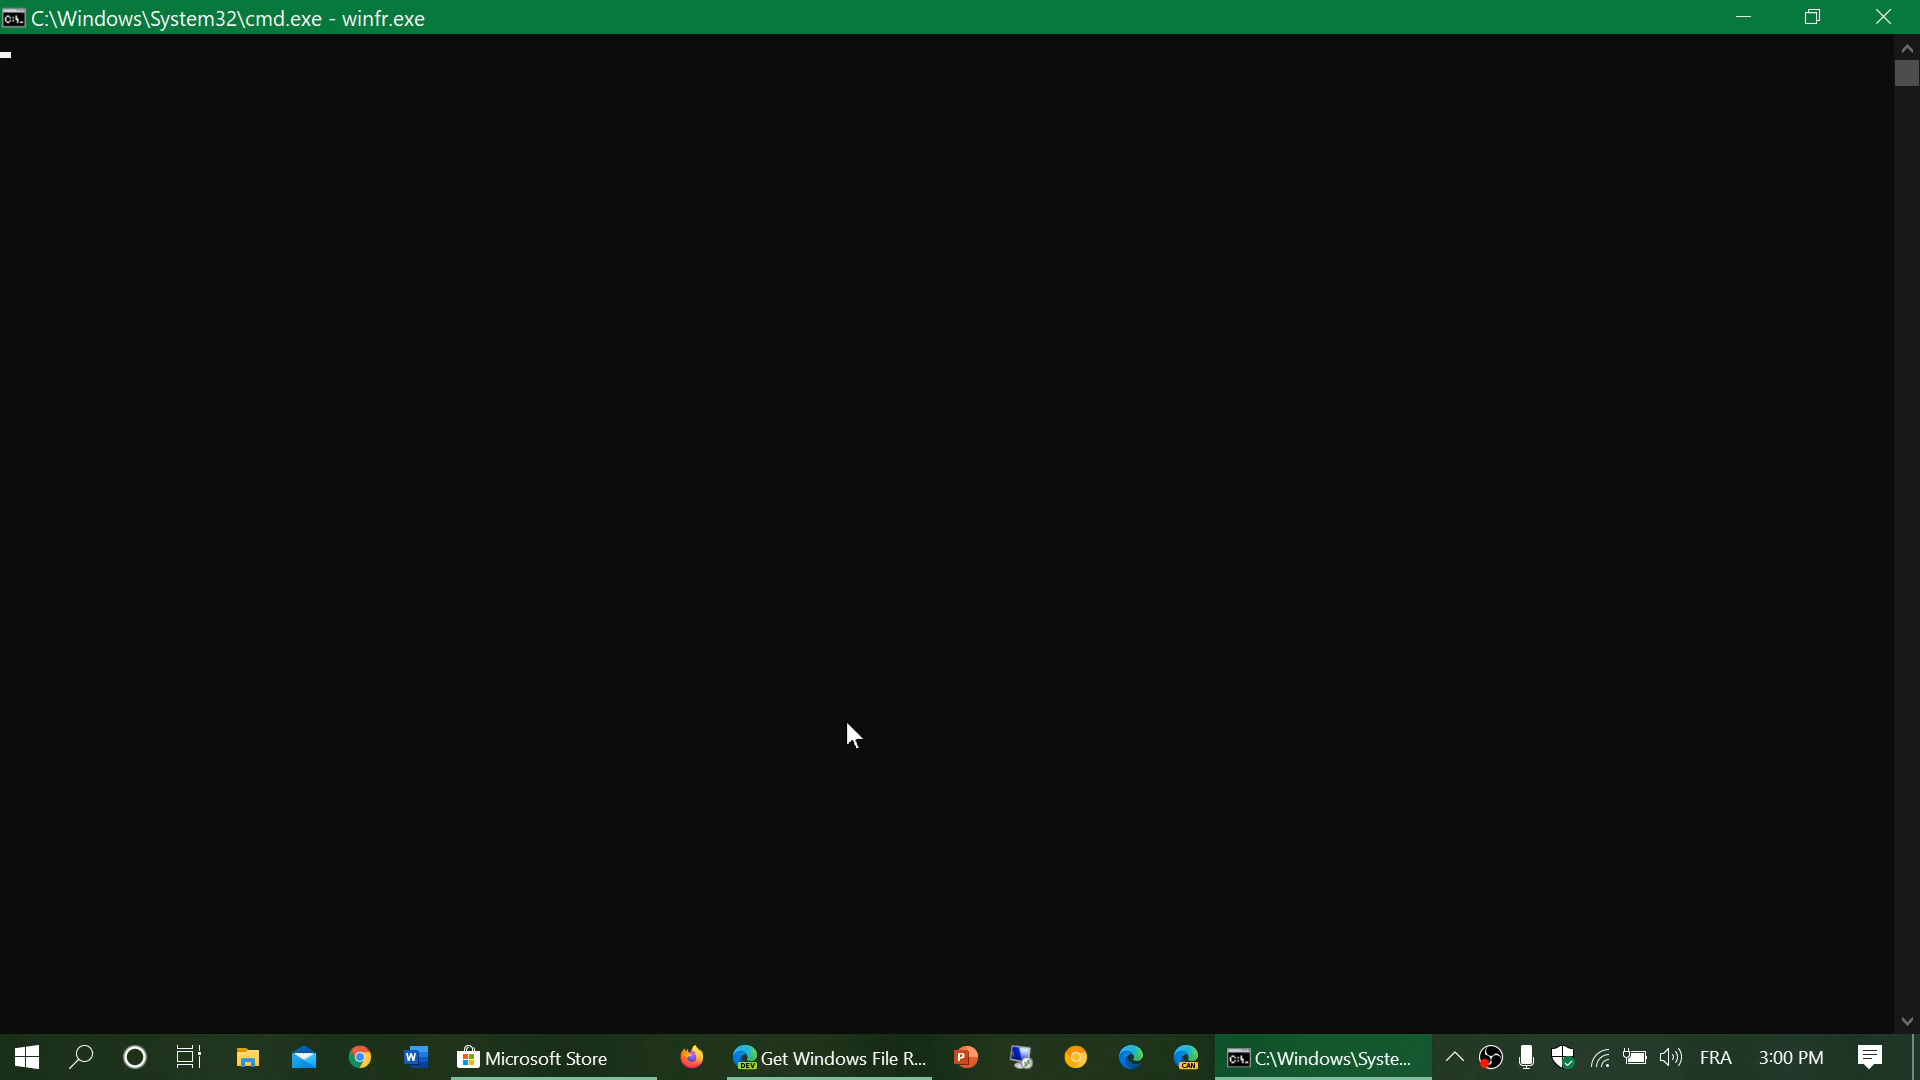 C:\Windows\System32\cmd.exe - winfr.exe
Microsoft Store
Get Windows File R...
C:\Windows\Syste...
FRA
3:00 PM